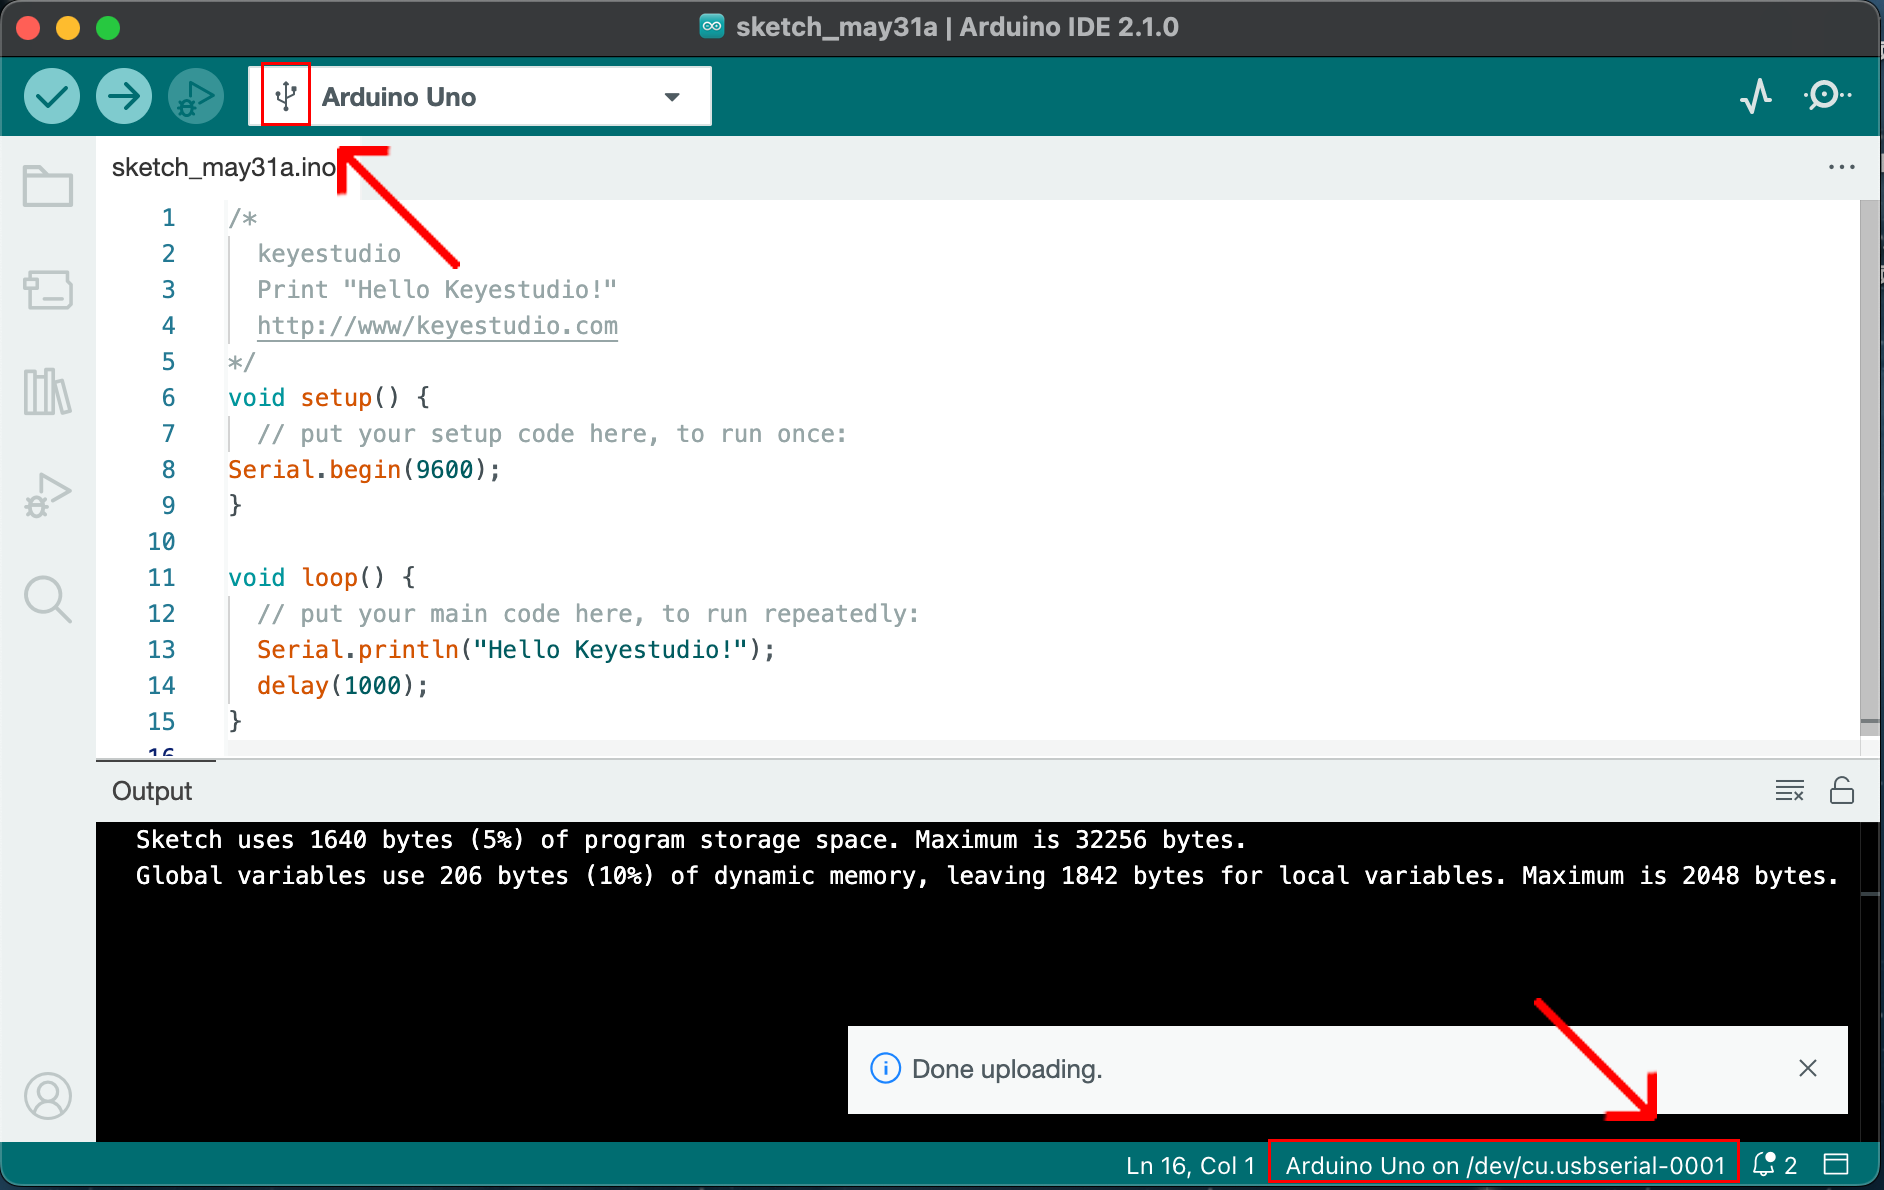 sketch_may31a | Arduino IDE 2.1.0
Arduino Uno
sketch_may31a.ino
1 /*
2 keyestudio
3 Print "Hello Keyestudio!"
4 http://www/keyestudio.com
5 */
6 void setup() {
7 // put your setup code here, to run once:
8 Serial.begin(9600);
9 }
10
11 void loop() {
12 // put your main code here, to run repeatedly:
13 Serial.println("Hello Keyestudio!");
14 delay(1000);
15 }
16
Output
Sketch uses 1640 bytes (5%) of program storage space. Maximum is 32256 bytes.
Global variables use 206 bytes (10%) of dynamic memory, leaving 1842 bytes for local variables. Maximum is 2048 bytes.
Done uploading.
Ln 16, Col 1 Arduino Uno on /dev/cu.usbserial-0001 2